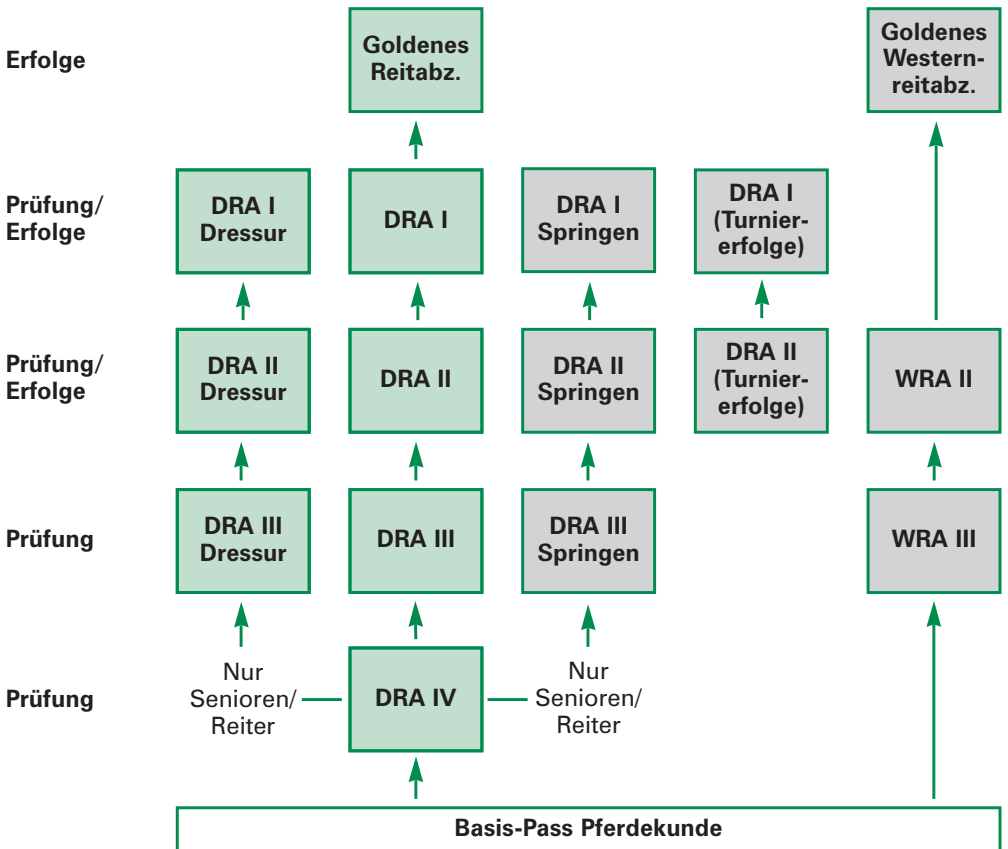 Erfolge
Goldenes
Reitabz.
Goldenes
Western-
reitabz.
Prüfung/
Erfolge
DRA I
Dressur
DRA I
DRA I
Springen
DRA I
(Turnier-
erfolge)
Prüfung/
Erfolge
DRA II
Dressur
DRA II
DRA II
Springen
DRA II
(Turnier-
erfolge)
WRA II
Prüfung
DRA III
Dressur
DRA III
DRA III
Springen
WRA III
Prüfung
Nur
Senioren/
Reiter
DRA IV
Nur
Senioren/
Reiter
Basis-Pass Pferdekunde